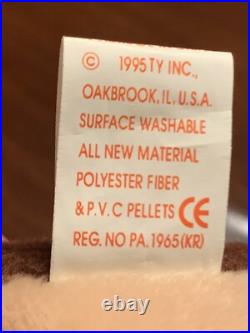 © 1995 TY INC.,
OAKBROOK, IL, U.S.A.
SURFACE WASHABLE
ALL NEW MATERIAL
POLYESTER FIBER
& P.V.C PELLETS CE
REG. NO PA. 1965(KR)